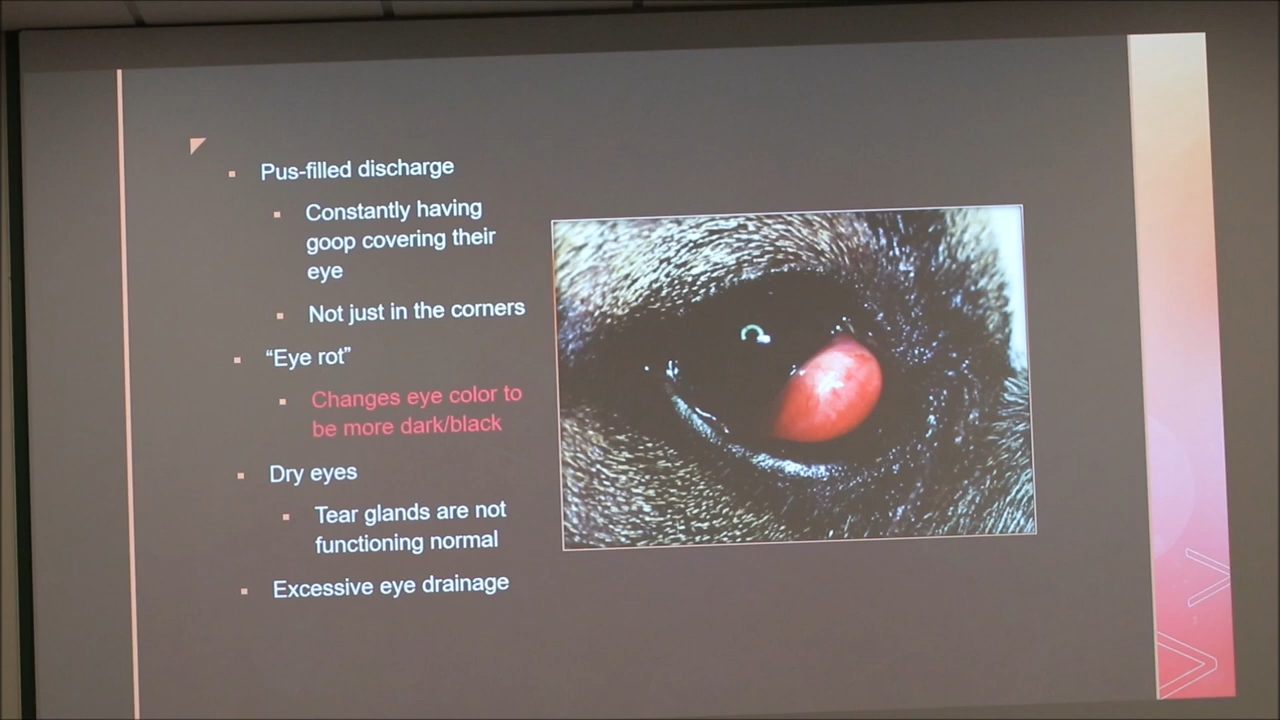 Pus-filled discharge
Constantly having
goop covering their
eye
Not just in the corners
“Eye rot”
Changes eye color to
be more dark/black
Dry eyes
Tear glands are not
functioning normal
Excessive eye drainage